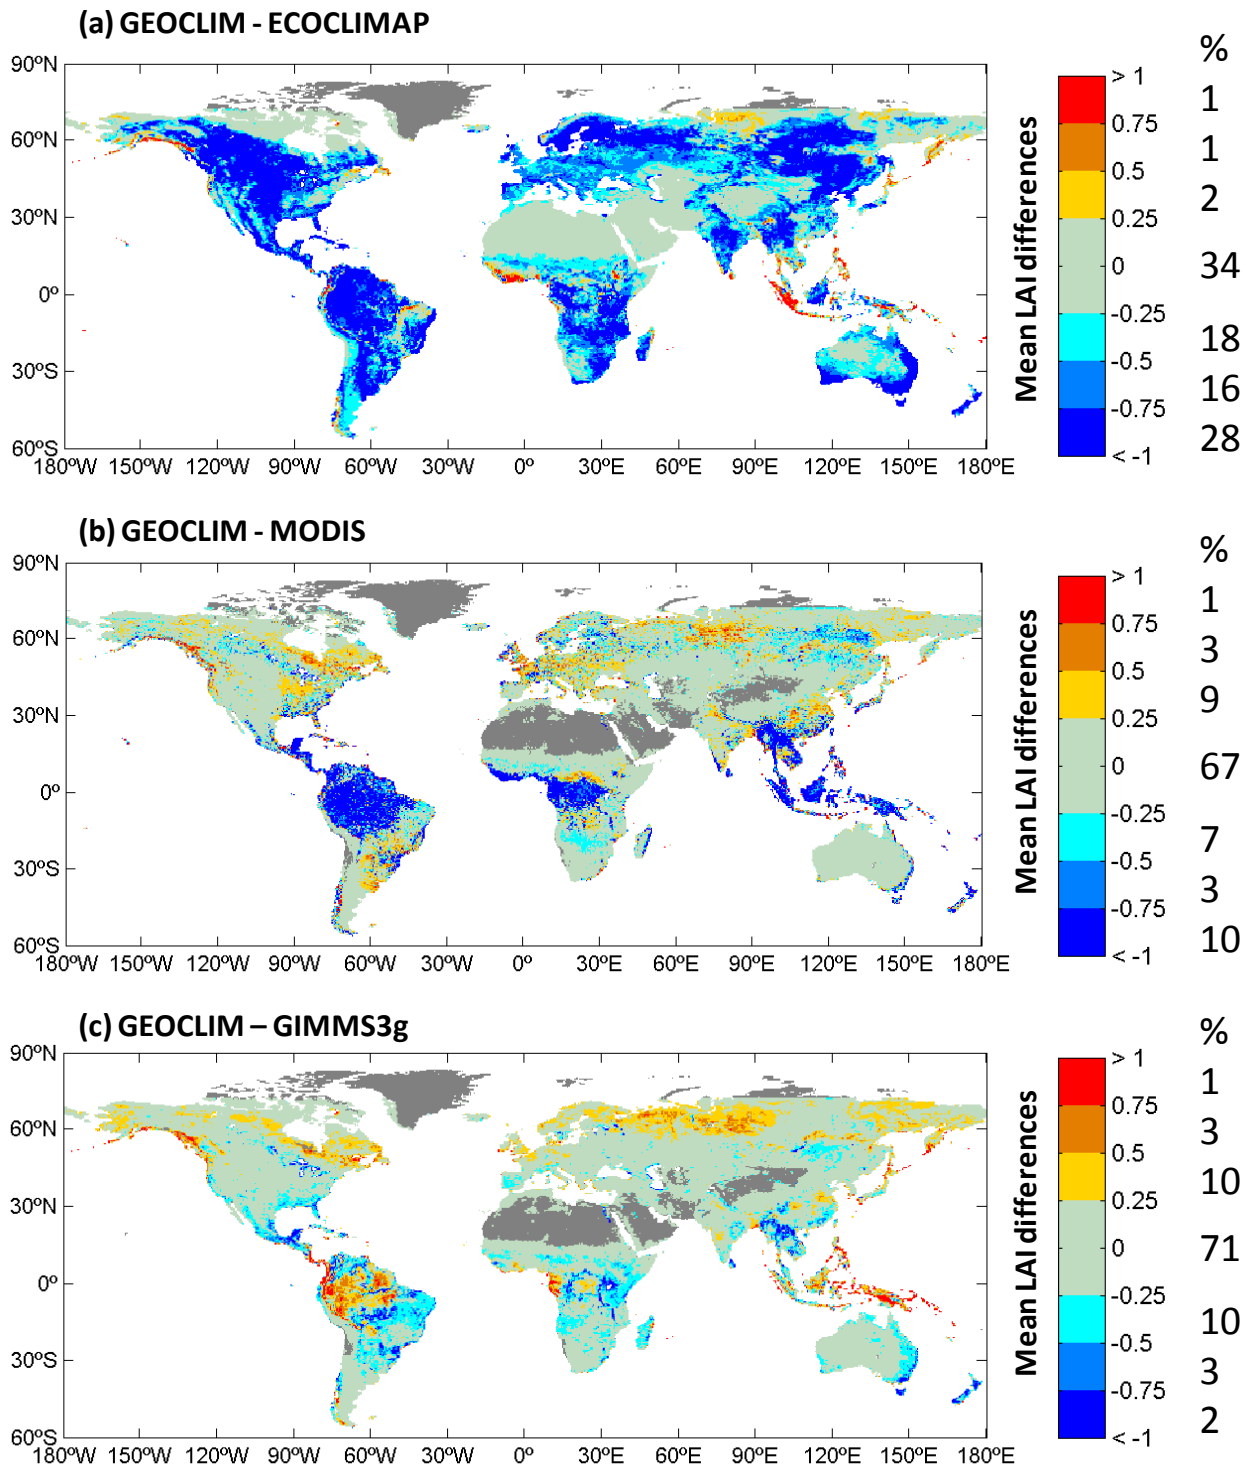 (a) GEOCLIM - ECOCLIMAP
%
90ºN
60ºN
30ºN
0º
30ºS
60ºS
180ºW 150ºW 120ºW 90ºW 60ºW 30ºW 0º 30ºE 60ºE 90ºE 120ºE 150ºE 180ºE
Mean LAI differences
> 1
0.75
0.5
0.25
0
-0.25
-0.5
-0.75
< -1
1
1
2
34
18
16
28
(b) GEOCLIM - MODIS
%
90ºN
60ºN
30ºN
0º
30ºS
60ºS
180ºW 150ºW 120ºW 90ºW 60ºW 30ºW 0º 30ºE 60ºE 90ºE 120ºE 150ºE 180ºE
Mean LAI differences
> 1
0.75
0.5
0.25
0
-0.25
-0.5
-0.75
< -1
1
3
9
67
7
3
10
(c) GEOCLIM – GIMMS3g
%
90ºN
60ºN
30ºN
0º
30ºS
60ºS
180ºW 150ºW 120ºW 90ºW 60ºW 30ºW 0º 30ºE 60ºE 90ºE 120ºE 150ºE 180ºE
Mean LAI differences
> 1
0.75
0.5
0.25
0
-0.25
-0.5
-0.75
< -1
1
3
10
71
10
3
2